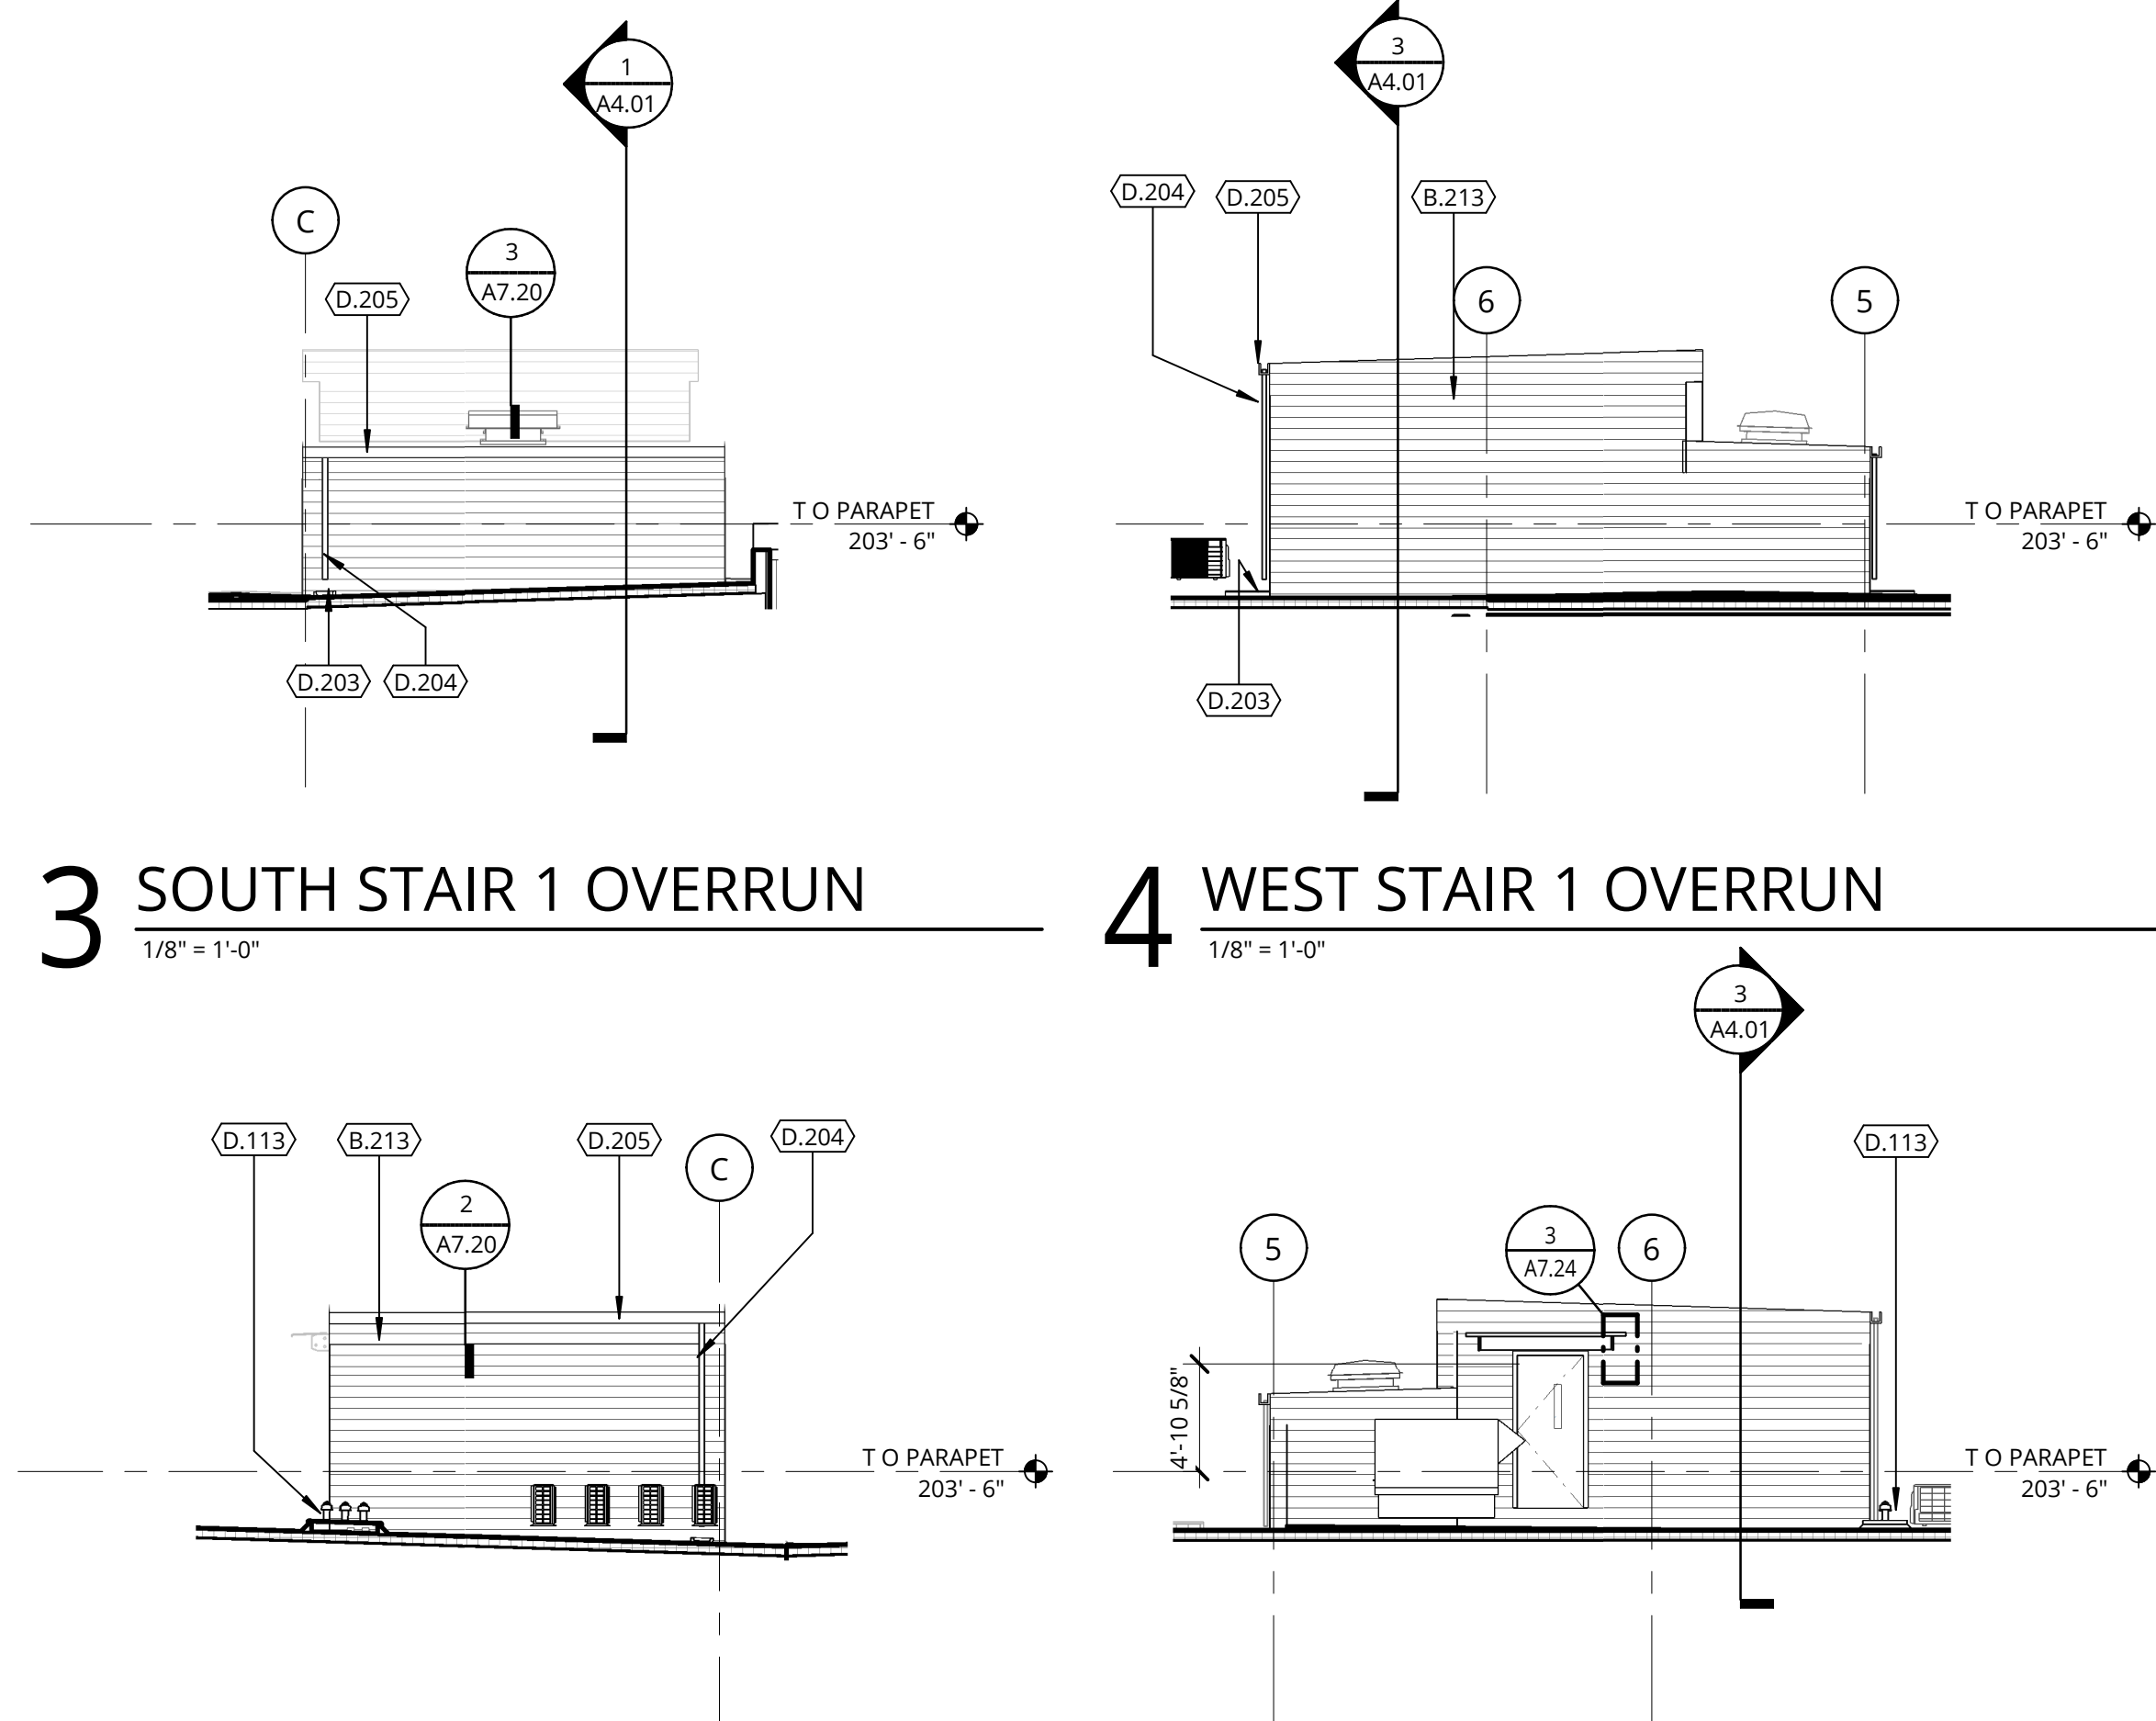 1
A4.01
C
3
A7.20
D.205
T O PARAPET
203' - 6"
D.203
D.204
3
SOUTH STAIR 1 OVERRUN
1/8" = 1'-0"
3
A4.01
D.204
D.205
B.213
6
5
T O PARAPET
203' - 6"
D.203
4
WEST STAIR 1 OVERRUN
1/8" = 1'-0"
D.113
B.213
D.205
D.204
C
2
A7.20
T O PARAPET
203' - 6"
3
A4.01
D.113
5
3
A7.24
6
4'-10 5/8"
T O PARAPET
203' - 6"